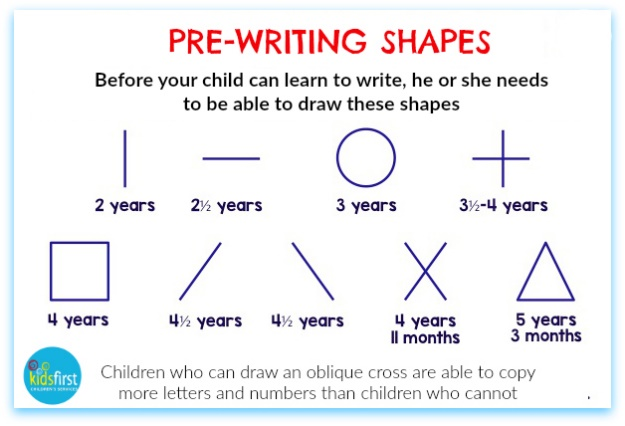 PRE-WRITING SHAPES
Before your child can learn to write, he or she needs
to be able to draw these shapes
2 years
2½ years
3 years
3½-4 years
4 years
4½ years
4½ years
4 years
11 months
5 years
3 months
kidsfirst
CHILDREN'S SERVICES
Children who can draw an oblique cross are able to copy
more letters and numbers than children who cannot